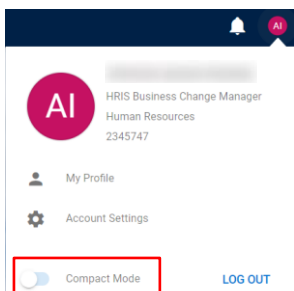 AI
AI
HRIS Business Change Manager
Human Resources
2345747
My Profile
Account Settings
Compact Mode
LOG OUT